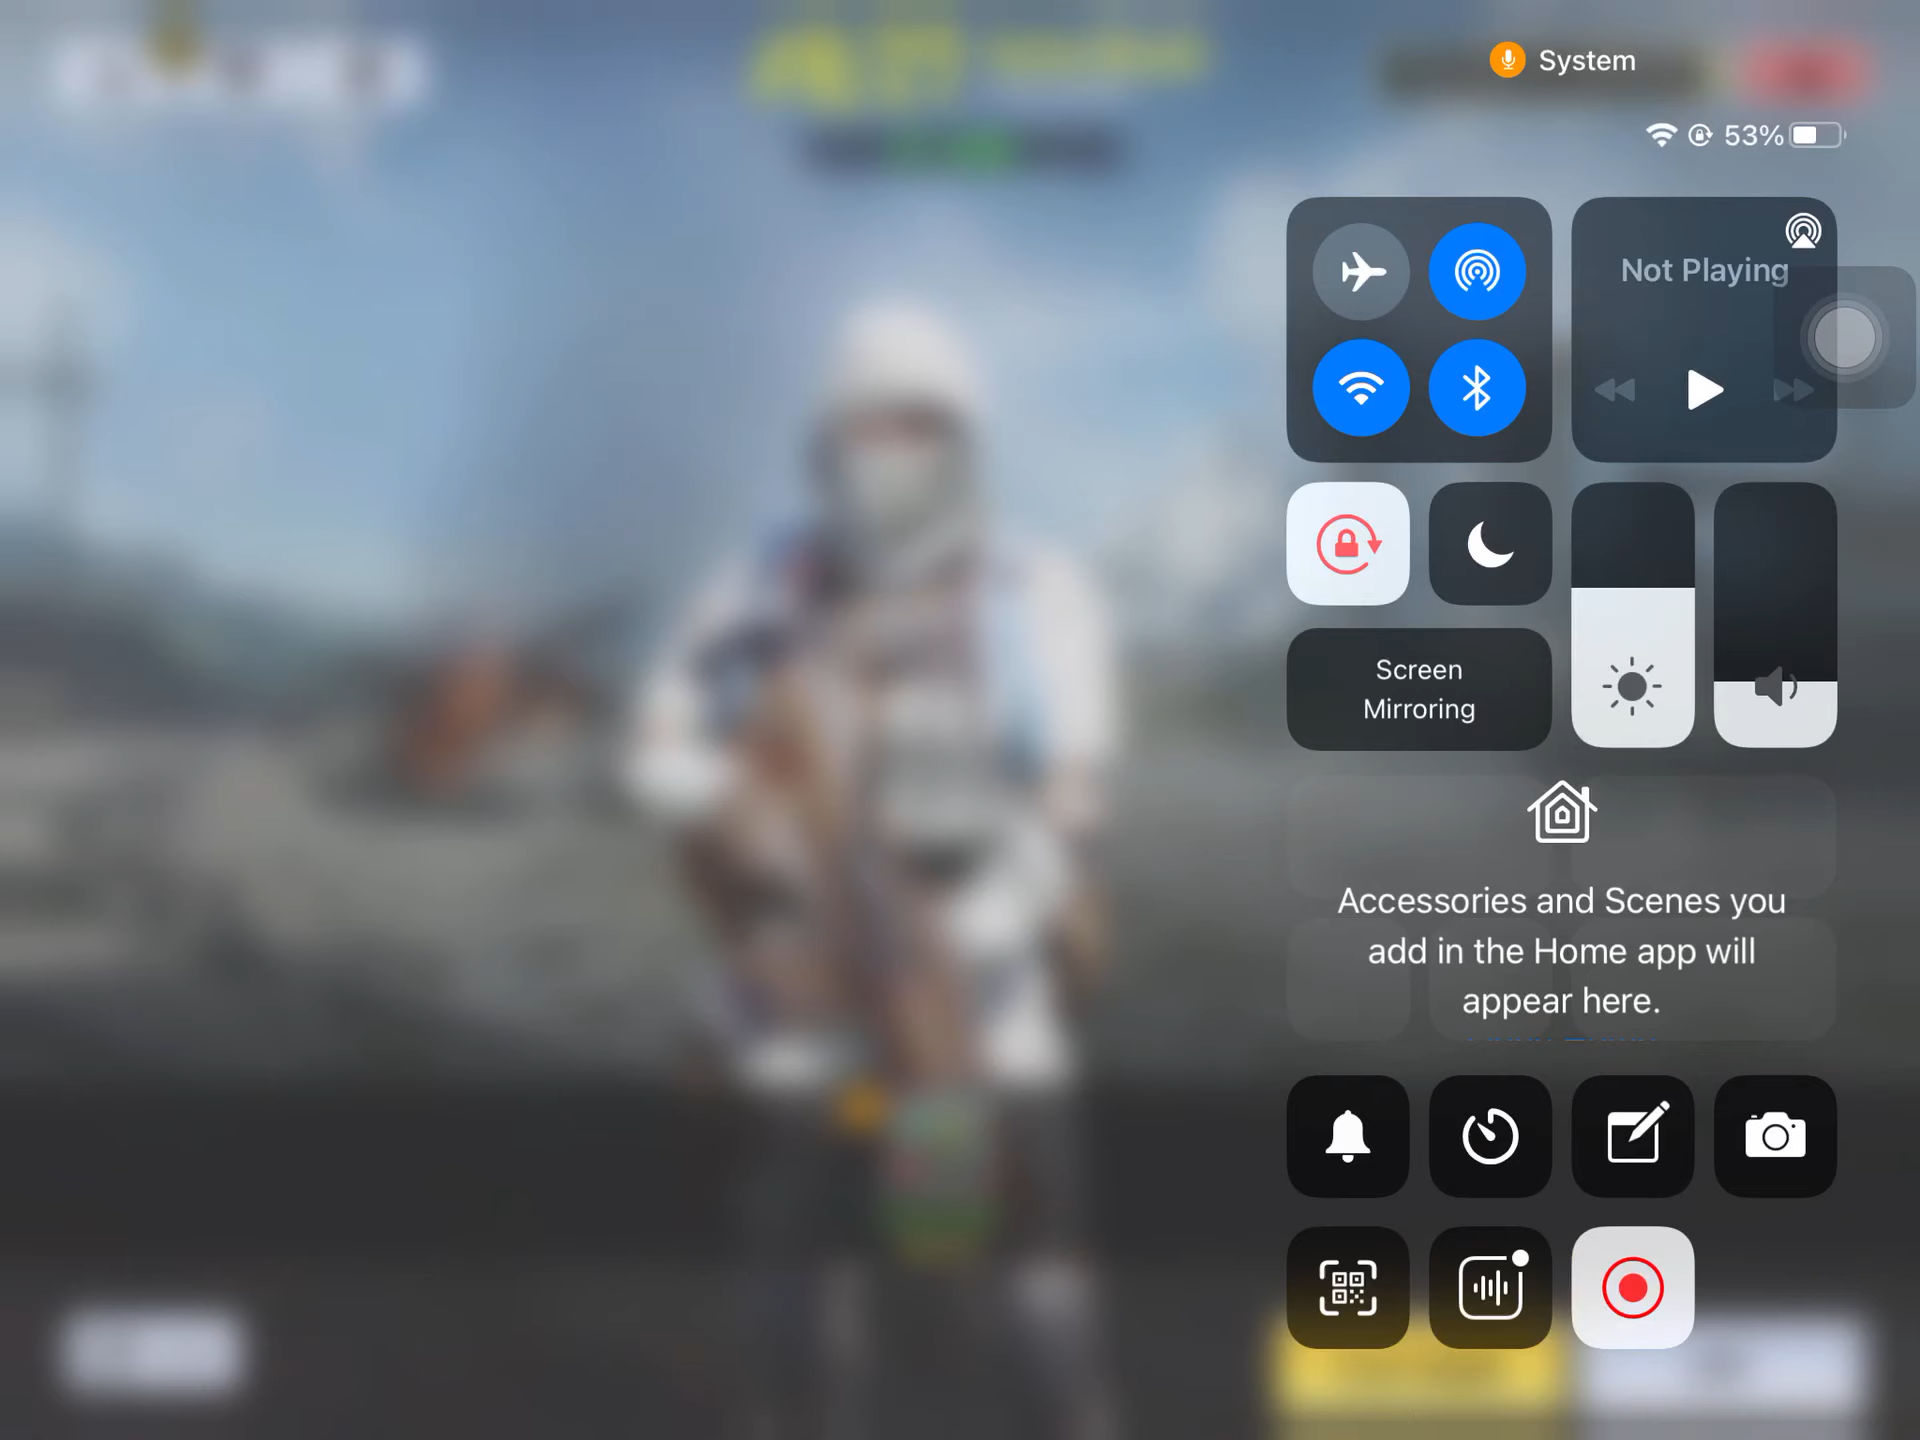 System
53%
Not Playing
Screen
Mirroring
Accessories and Scenes you
add in the Home app will
appear here.